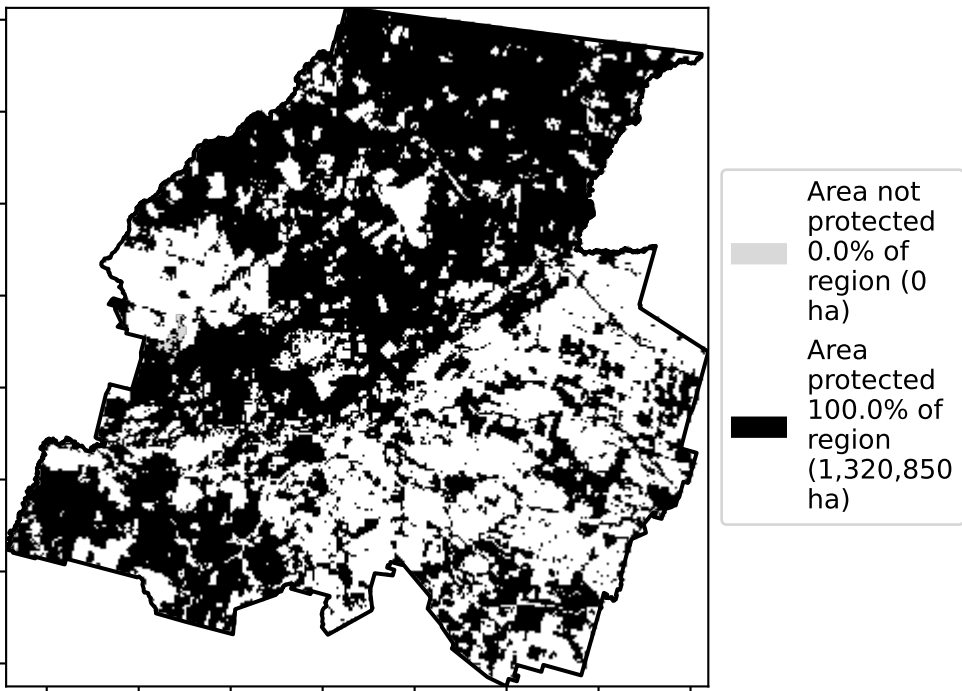 Area not
protected
0.0% of
region (0
ha)
Area
protected
100.0% of
region
(1,320,850
ha)